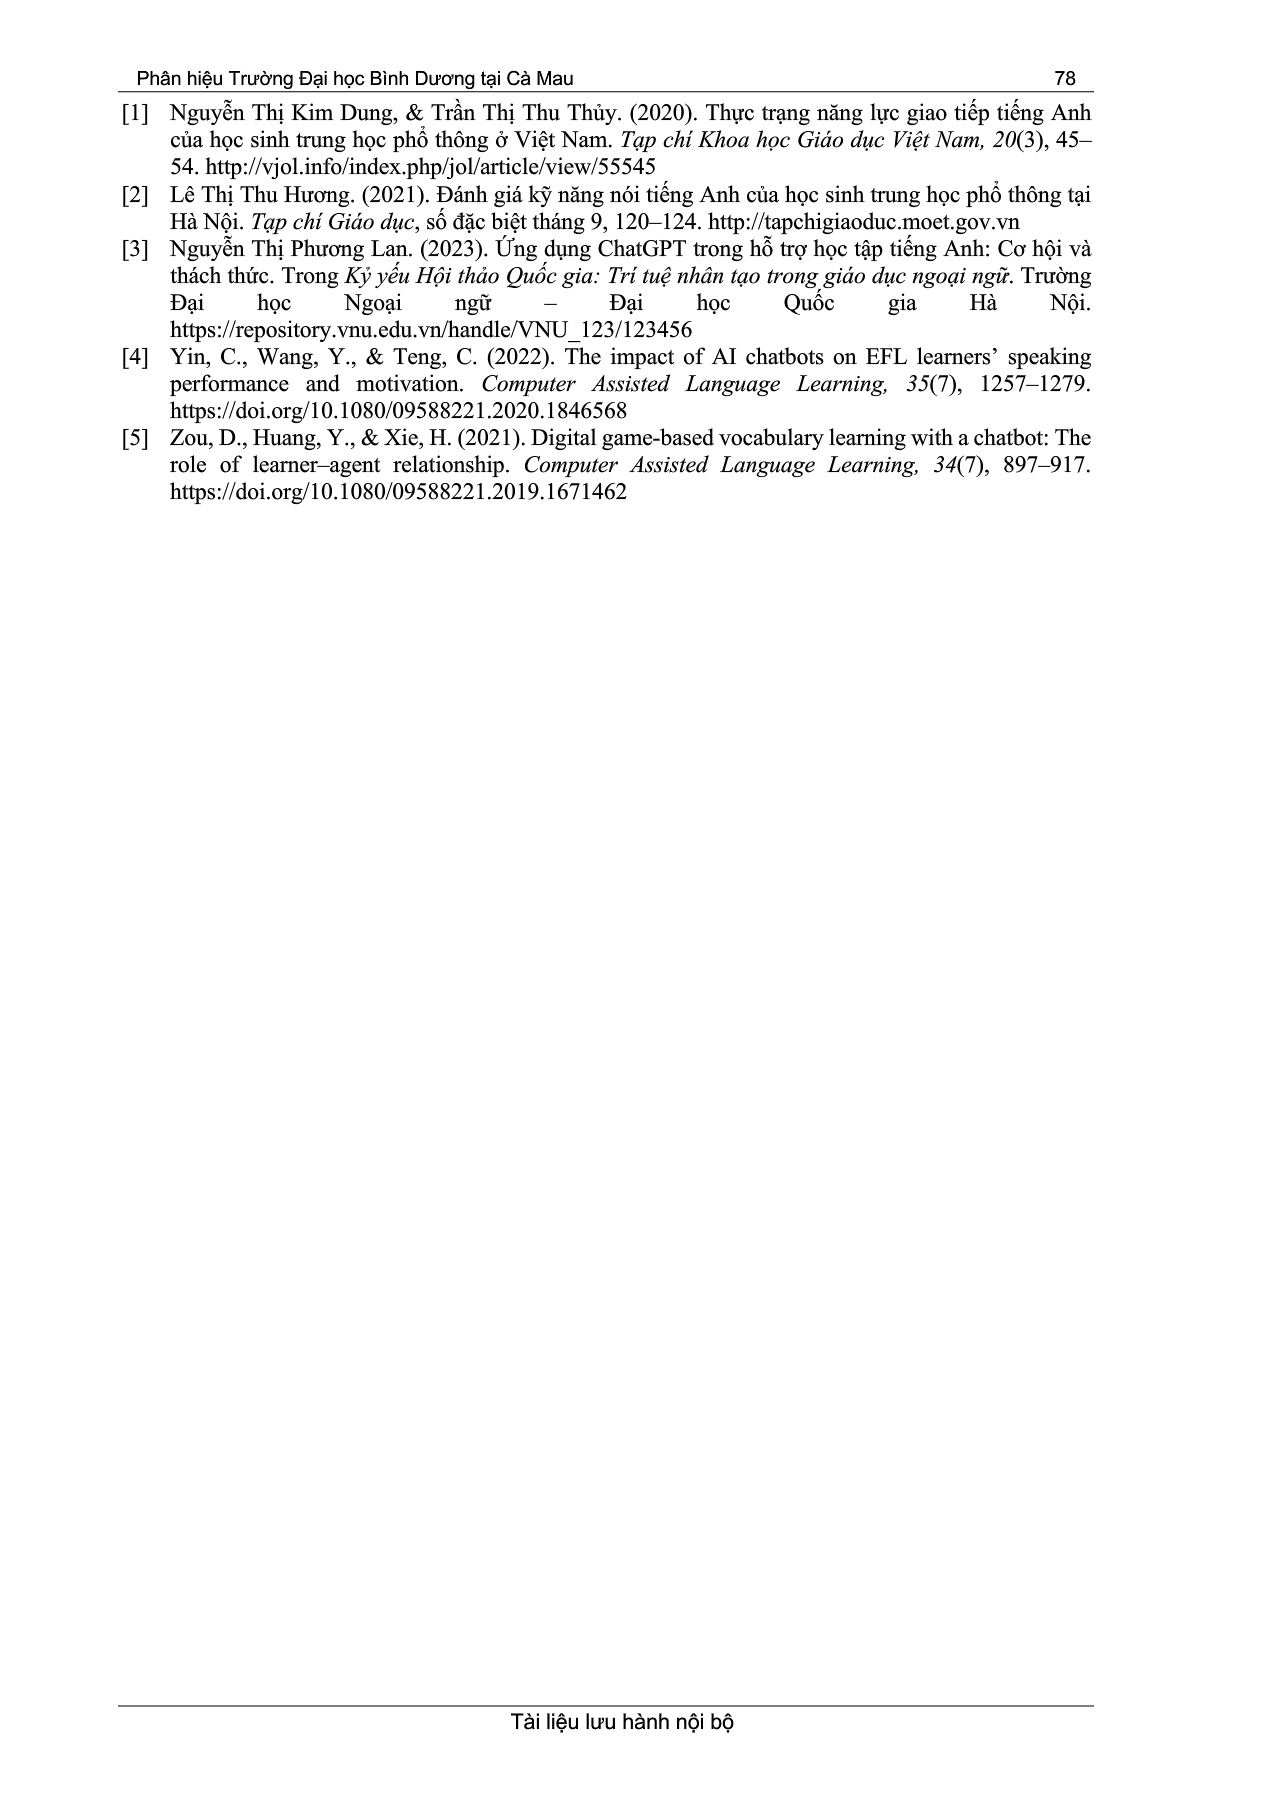 Phân hiệu Trường Đại học Bình Dương tại Cà Mau 78
[1] Nguyễn Thị Kim Dung, & Trần Thị Thu Thủy. (2020). Thực trạng năng lực giao tiếp tiếng Anh
của học sinh trung học phổ thông ở Việt Nam. Tạp chí Khoa học Giáo dục Việt Nam, 20(3), 45–
54. http://vjol.info/index.php/jol/article/view/55545
[2] Lê Thị Thu Hương. (2021). Đánh giá kỹ năng nói tiếng Anh của học sinh trung học phổ thông tại
Hà Nội. Tạp chí Giáo dục, số đặc biệt tháng 9, 120–124. http://tapchigiaoduc.moet.gov.vn
[3] Nguyễn Thị Phương Lan. (2023). Ứng dụng ChatGPT trong hỗ trợ học tập tiếng Anh: Cơ hội và
thách thức. Trong Kỷ yếu Hội thảo Quốc gia: Trí tuệ nhân tạo trong giáo dục ngoại ngữ. Trường
Đại học Ngoại ngữ – Đại học Quốc gia Hà Nội.
https://repository.vnu.edu.vn/handle/VNU_123/123456
[4] Yin, C., Wang, Y., & Teng, C. (2022). The impact of AI chatbots on EFL learners’ speaking
performance and motivation. Computer Assisted Language Learning, 35(7), 1257–1279.
https://doi.org/10.1080/09588221.2020.1846568
[5] Zou, D., Huang, Y., & Xie, H. (2021). Digital game-based vocabulary learning with a chatbot: The
role of learner–agent relationship. Computer Assisted Language Learning, 34(7), 897–917.
https://doi.org/10.1080/09588221.2019.1671462
Tài liệu lưu hành nội bộ